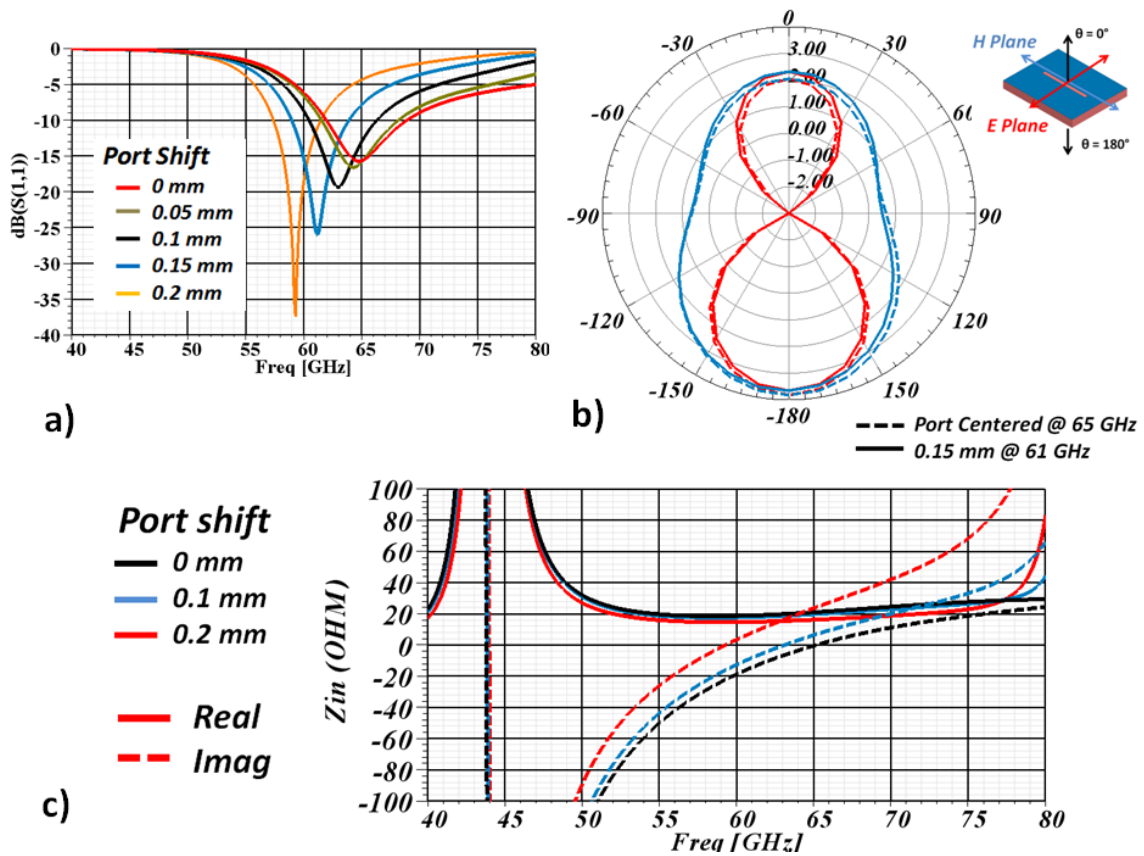 0
-5
-10
-15
-20
-25
-30
-35
-40
dB(S(1,1))
Port Shift
0 mm
0.05 mm
0.1 mm
0.15 mm
0.2 mm
40 45 50 55 60 65 70 75 80
Freq [GHz]
a)
0
-30 30
-60 60
-90 90
-120 120
-150 150
-180
3.00
1.00
0.00
-1.00
-2.00
b)
θ = 0°
H Plane
E Plane
θ = 180°
Port Centered @ 65 GHz
0.15 mm @ 61 GHz
Port shift
0 mm
0.1 mm
0.2 mm
Real
Imag
c)
Zin (OHM)
100
80
60
40
20
0
-20
-40
-60
-80
-100
40 45 50 55 60 65 70 75 80
Freq [GHz]